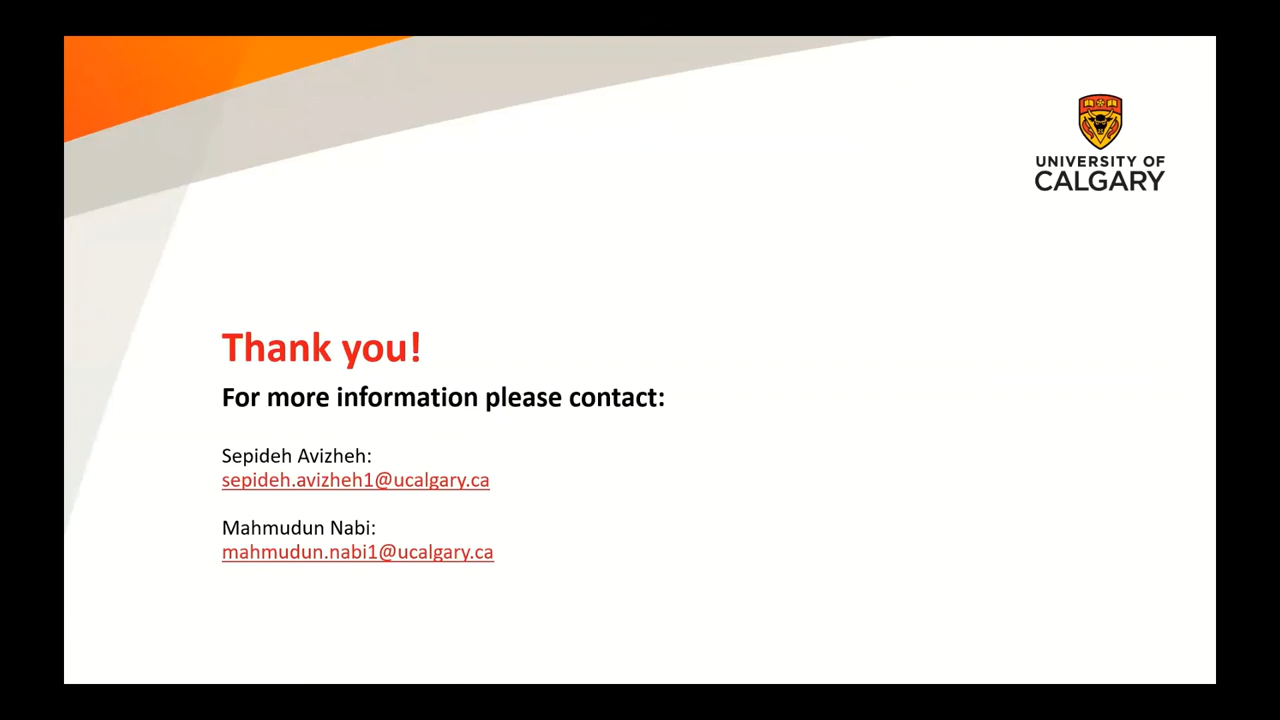 UNIVERSITY OF
CALGARY
Thank you!
For more information please contact:
Sepideh Avizheh:
sepideh.avizheh1@ucalgary.ca
Mahmudun Nabi:
mahmudun.nabi1@ucalgary.ca